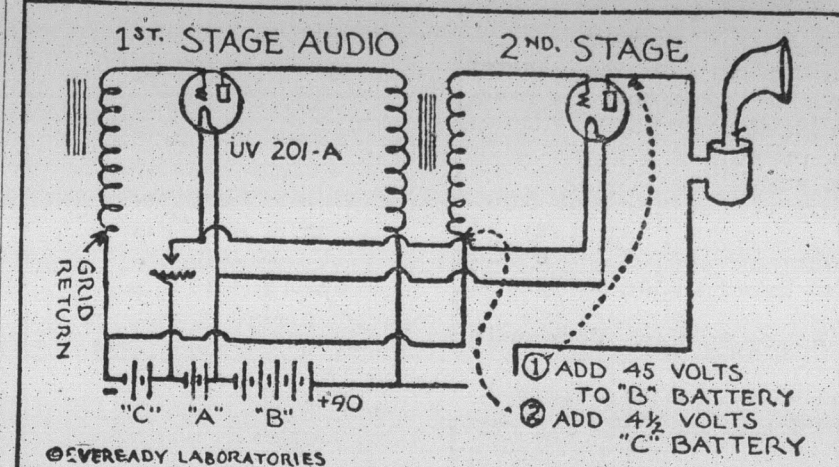 1ST. STAGE AUDIO
2ND. STAGE
UV 201-A
GRID
RETURN
① ADD 45 VOLTS
TO "B" BATTERY
② ADD 4½ VOLTS
"C" BATTERY
- "C" "A" "B" +90
©EVEREADY LABORATORIES